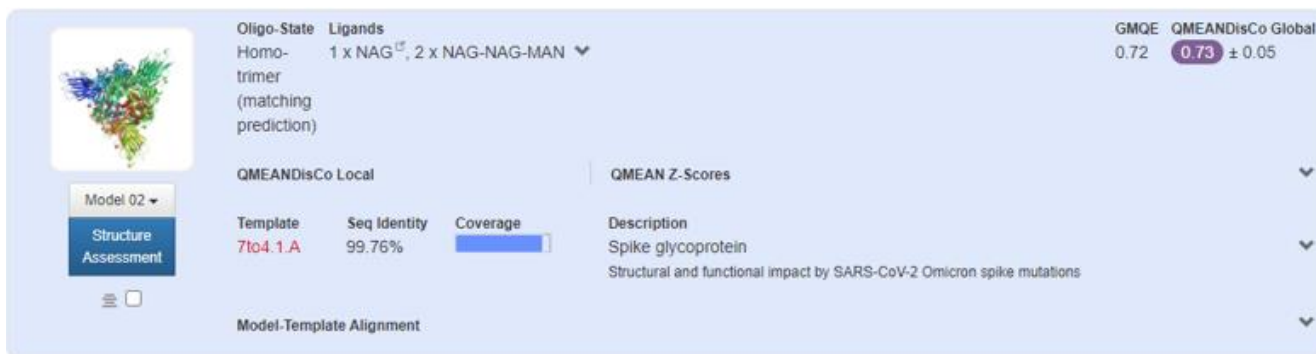 Oligo-State Ligands
Homo-trimer (matching prediction)
1 x NAG, 2 x NAG-NAG-MAN
GMQE QMEANDisCo Global
0.72 0.73 ± 0.05
QMEANDisCo Local
QMEAN Z-Scores
Model 02
Structure
Assessment
Template Seq Identity Coverage
7to4.1.A 99.76%
Description
Spike glycoprotein
Structural and functional impact by SARS-CoV-2 Omicron spike mutations
Model-Template Alignment